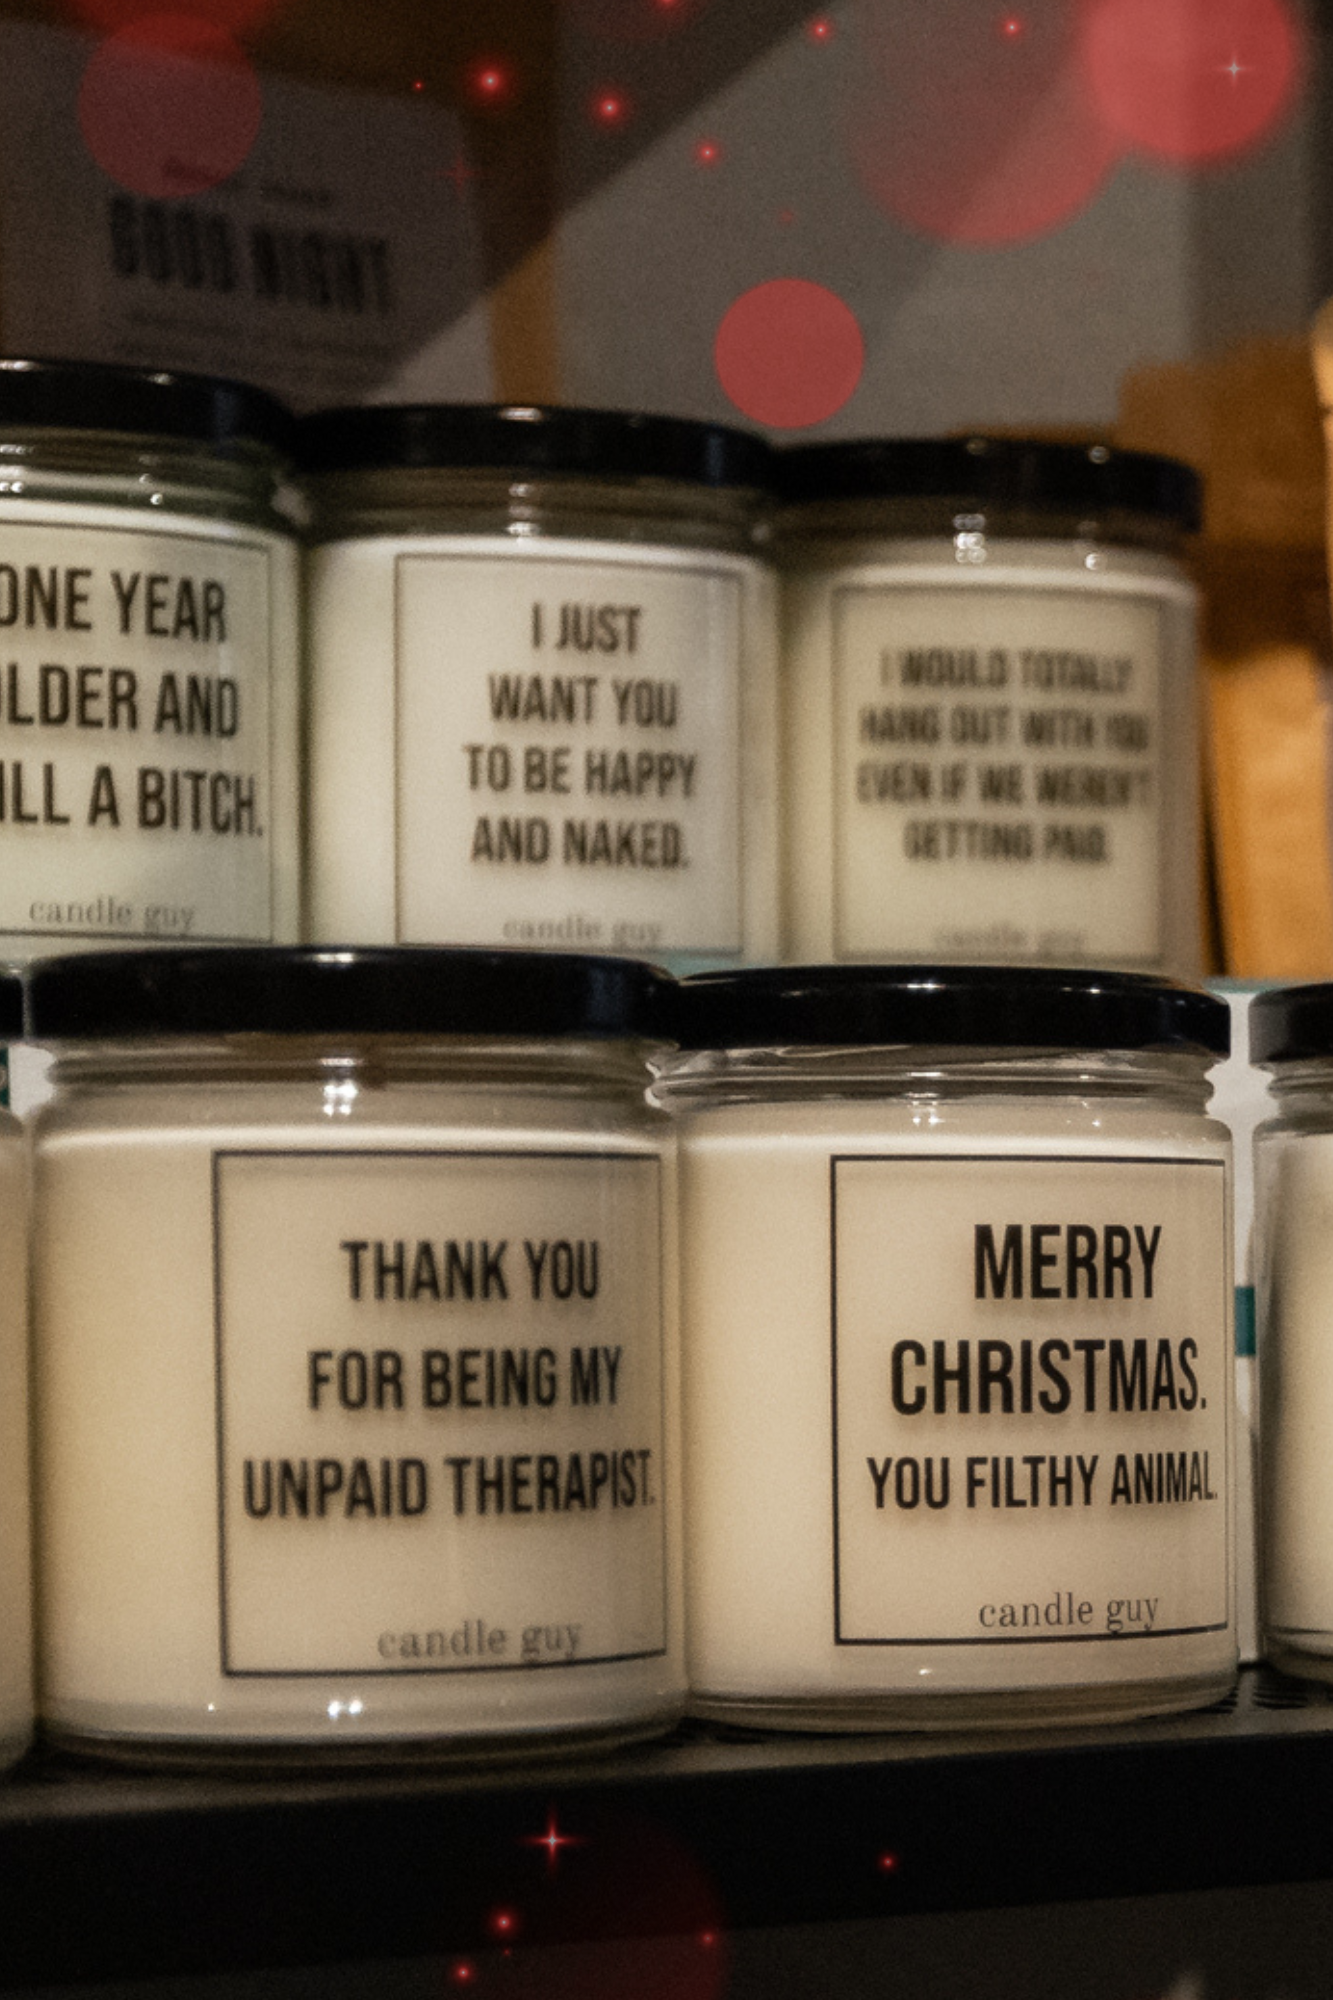 GOOD NIGHT
ONE YEAR
OLDER AND
ILL A BITCH.
candle guy
I JUST
WANT YOU
TO BE HAPPY
AND NAKED.
candle guy
I WOULD TOTALLY
HANG OUT WITH YOU
EVEN IF WE WEREN'T
GETTING PAID.
candle guy
THANK YOU
FOR BEING MY
UNPAID THERAPIST.
candle guy
MERRY
CHRISTMAS.
YOU FILTHY ANIMAL.
candle guy